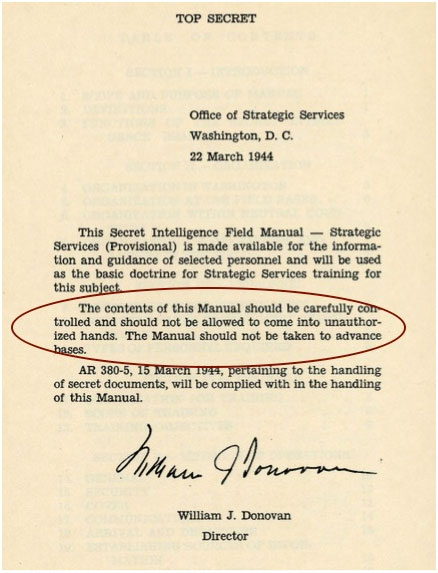 TOP SECRET
Office of Strategic Services
Washington, D. C.
22 March 1944
This Secret Intelligence Field Manual — Strategic
Services (Provisional) is made available for the informa-
tion and guidance of selected personnel and will be
used as the basic doctrine for Strategic Services training for
this subject.
The contents of this Manual should be carefully con-
trolled and should not be allowed to come into unauthor-
ized hands. The Manual should not be taken to advance
bases.
AR 380-5, 15 March 1944, pertaining to the handling
of secret documents, will be complied with in the handling
of this Manual.
William J Donovan
William J. Donovan
Director